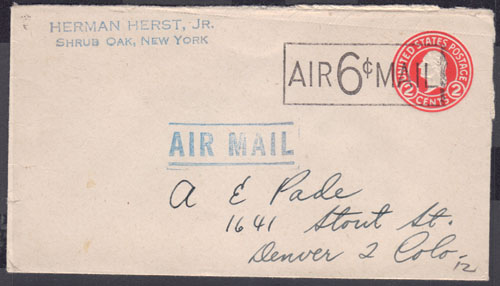 HERMAN HERST, JR.
SHRUB OAK, NEW YORK
AIR 6¢ MAIL
UNITED STATES POSTAGE
2 CENTS 2
AIR MAIL
A E Pade
1641 Stout St.
Denver 2 Colo.
12